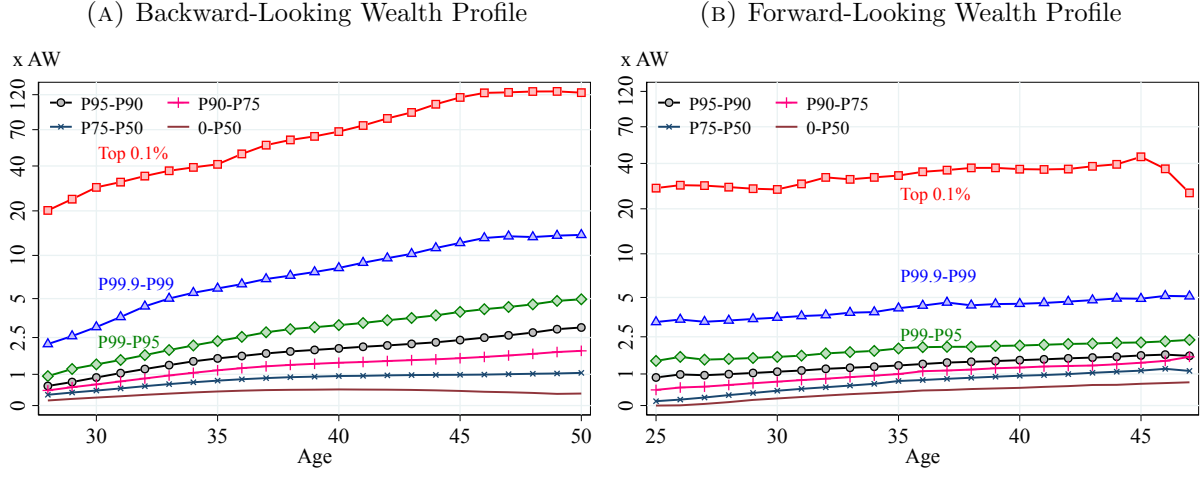 (A) Backward-Looking Wealth Profile
x AW
120
70
40
20
10
5
2.5
1
0
P95-P90
P90-P75
P75-P50
0-P50
Top 0.1%
P99.9-P99
P99-P95
30
35
40
45
50
Age
(B) Forward-Looking Wealth Profile
x AW
120
70
40
20
10
5
2.5
1
0
P95-P90
P90-P75
P75-P50
0-P50
Top 0.1%
P99.9-P99
P99-P95
25
30
35
40
45
Age